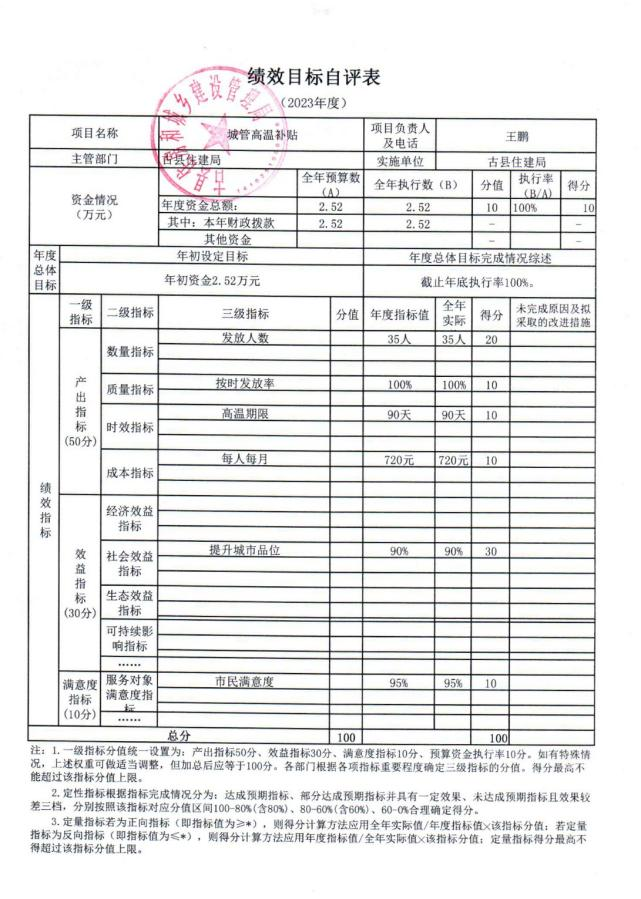 绩效目标自评表
（2023年度）
项目名称 城管高温补贴 项目负责人及电话 王鹏
主管部门 古县住建局 实施单位 古县住建局
资金情况（万元） 全年预算数（A） 全年执行数（B） 分值 执行率（B/A） 得分
年度资金总额： 2.52 2.52 10 100% 10
其中：本年财政拨款 2.52 2.52 － －
其他资金 － －
年度总体目标 年初设定目标 年度总体目标完成情况综述
年初资金2.52万元 截止年底执行率100%。
绩效指标 一级指标 二级指标 三级指标 分值 年度指标值 全年实际 得分 未完成原因及拟采取的改进措施
产出指标(50分) 数量指标 发放人数 35人 35人 20
质量指标 按时发放率 100% 100% 10
时效指标 高温期限 90天 90天 10
成本指标 每人每月 720元 720元 10
效益指标(30分) 经济效益指标
社会效益指标 提升城市品位 90% 90% 30
生态效益指标
可持续影响指标
……
满意度指标(10分) 服务对象满意度指标 市民满意度 95% 95% 10
……
总分 100 100
注：1.一级指标分值统一设置为：产出指标50分、效益指标30分、满意度指标10分、预算资金执行率10分。如有特殊情
况，上述权重可做适当调整，但加总后应等于100分。各部门根据各项指标重要程度确定三级指标的分值。得分最高不
能超过该指标分值上限。
2.定性指标根据指标完成情况为：达成预期指标、部分达成预期指标并具有一定效果、未达成预期指标且效果较
差三档，分别按照该指标对应分值区间100-80%(含80%)、80-60%(含60%)、60-0%合理确定得分。
3.定量指标若为正向指标（即指标值为≥*），则得分计算方法应用全年实际值/年度指标值×该指标分值；若定量
指标为反向指标（即指标值为≤*），则得分计算方法应用年度指标值/全年实际值×该指标分值；定量指标得分最高不
得超过该指标分值上限。
古县住房和城乡建设管理局